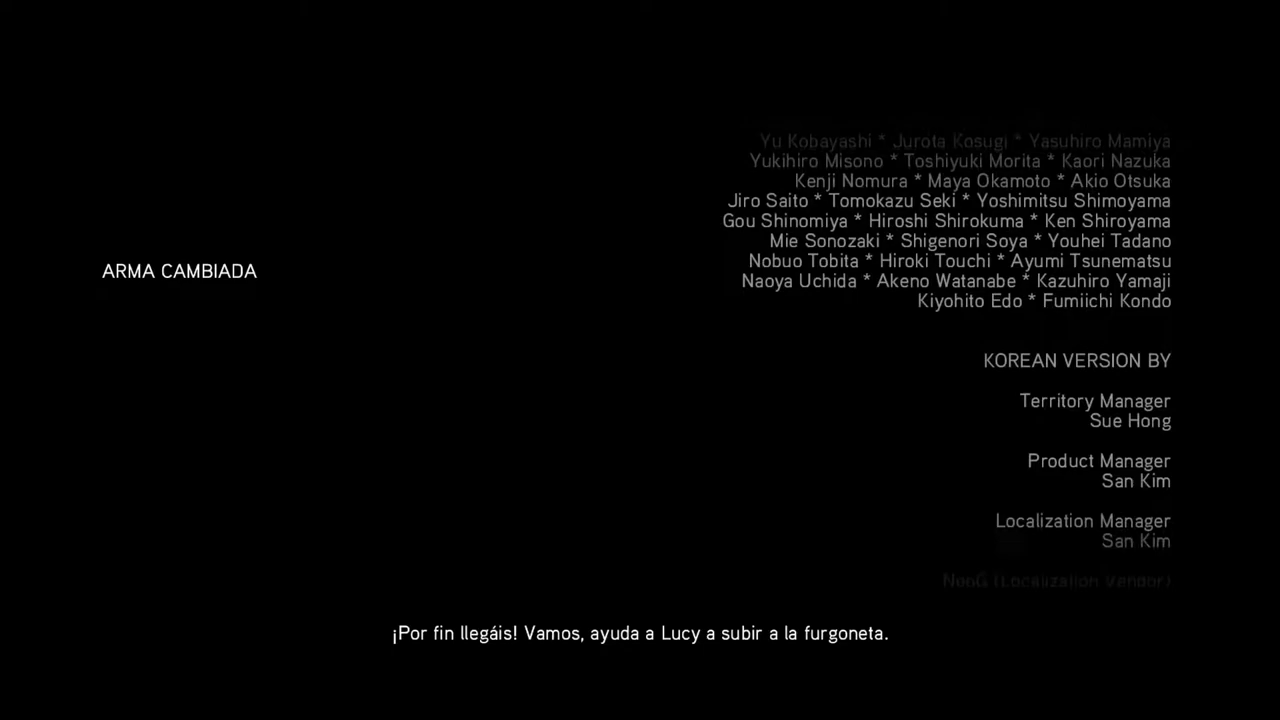 Yu Kobayashi * Jurota Kosugi * Yasuhiro Mamiya
Yukihiro Misono * Toshiyuki Morita * Kaori Nazuka
Kenji Nomura * Maya Okamoto * Akio Otsuka
Jiro Saito * Tomokazu Seki * Yoshimitsu Shimoyama
Gou Shinomiya * Hiroshi Shirokuma * Ken Shiroyama
Mie Sonozaki * Shigenori Soya * Youhei Tadano
Nobuo Tobita * Hiroki Touchi * Ayumi Tsunematsu
Naoya Uchida * Akeno Watanabe * Kazuhiro Yamaji
Kiyohito Edo * Fumiichi Kondo
ARMA CAMBIADA
KOREAN VERSION BY
Territory Manager
Sue Hong
Product Manager
San Kim
Localization Manager
San Kim
(Localization Vendor)
¡Por fin llegáis! Vamos, ayuda a Lucy a subir a la furgoneta.